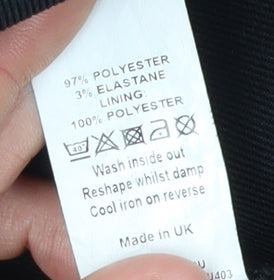 97% POLYESTER
3% ELASTANE
LINING:
100% POLYESTER
40°
Wash inside out
Reshape whilst damp
Cool iron on reverse
Made in UK